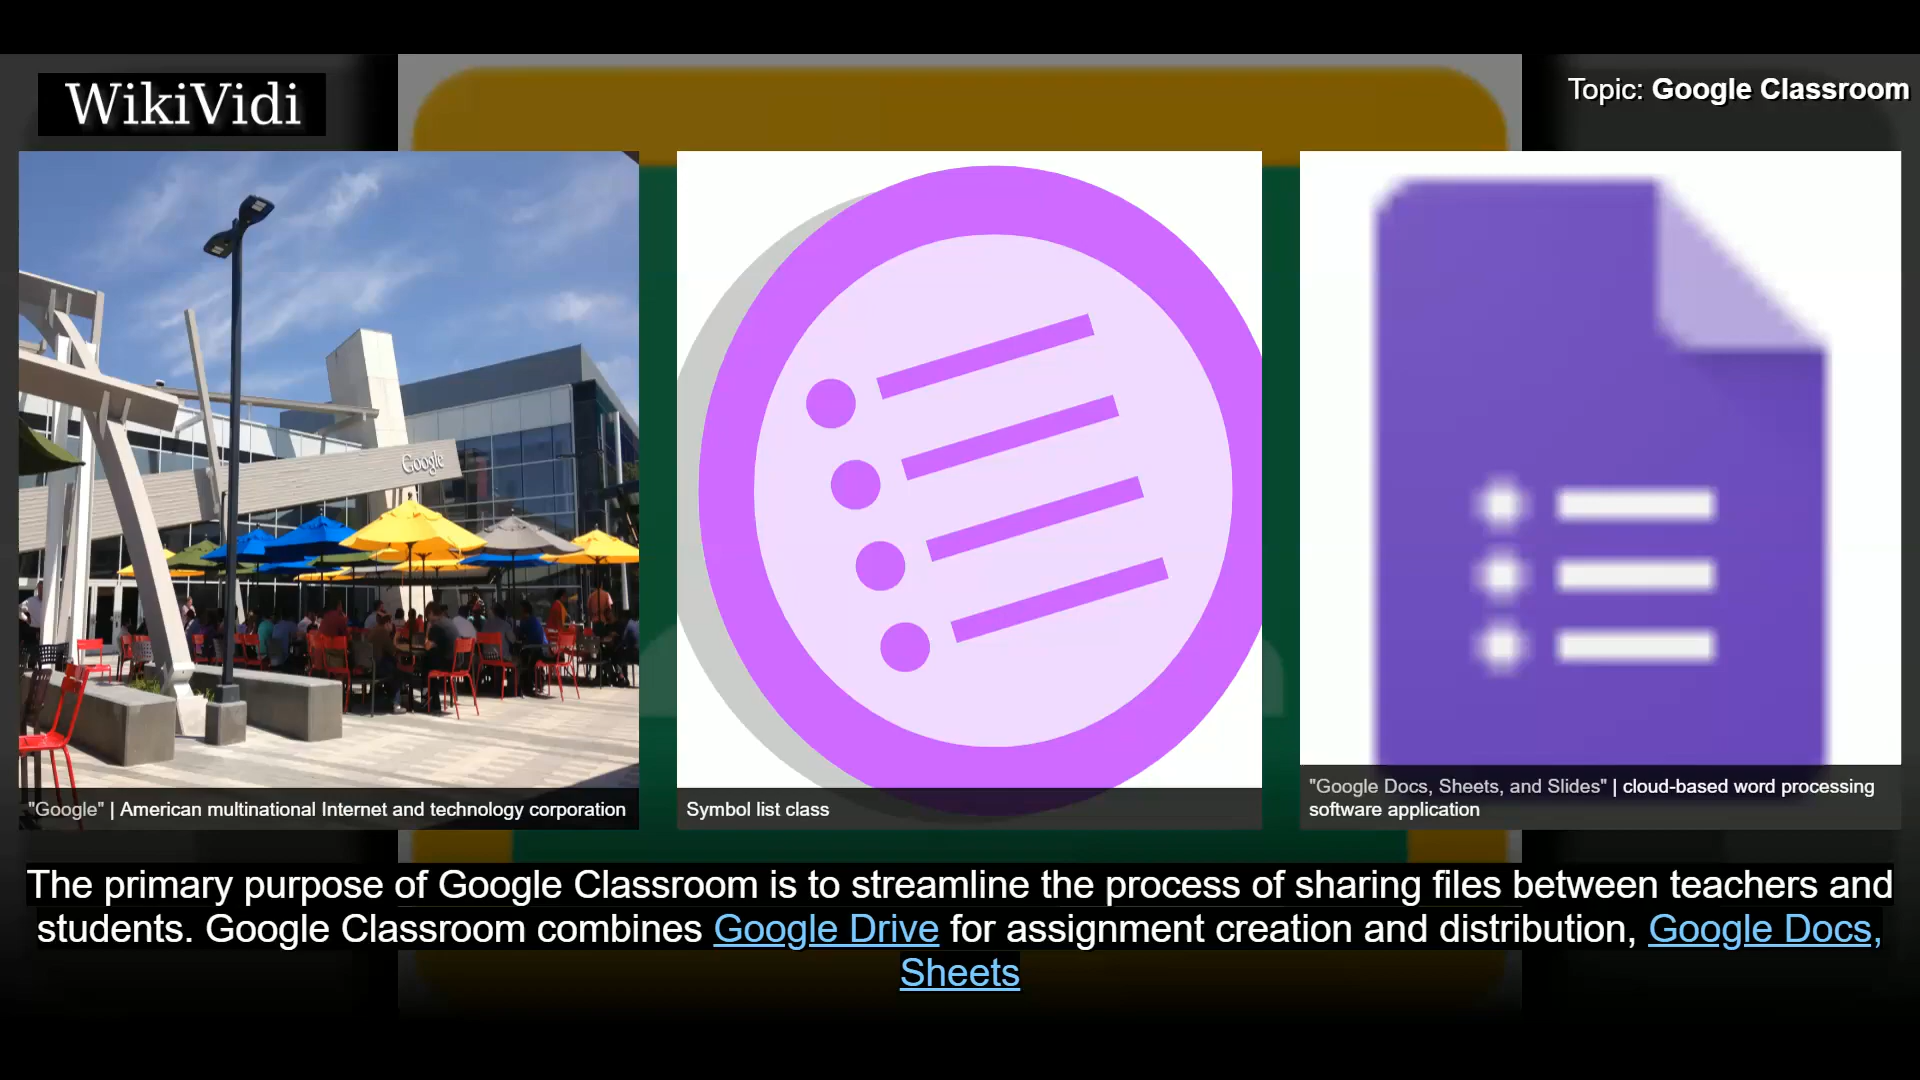 WikiVidi
Topic: Google Classroom
Google
"Google" | American multinational Internet and technology corporation
Symbol list class
"Google Docs, Sheets, and Slides" | cloud-based word processing
software application
The primary purpose of Google Classroom is to streamline the process of sharing files between teachers and
students. Google Classroom combines Google Drive for assignment creation and distribution, Google Docs,
Sheets